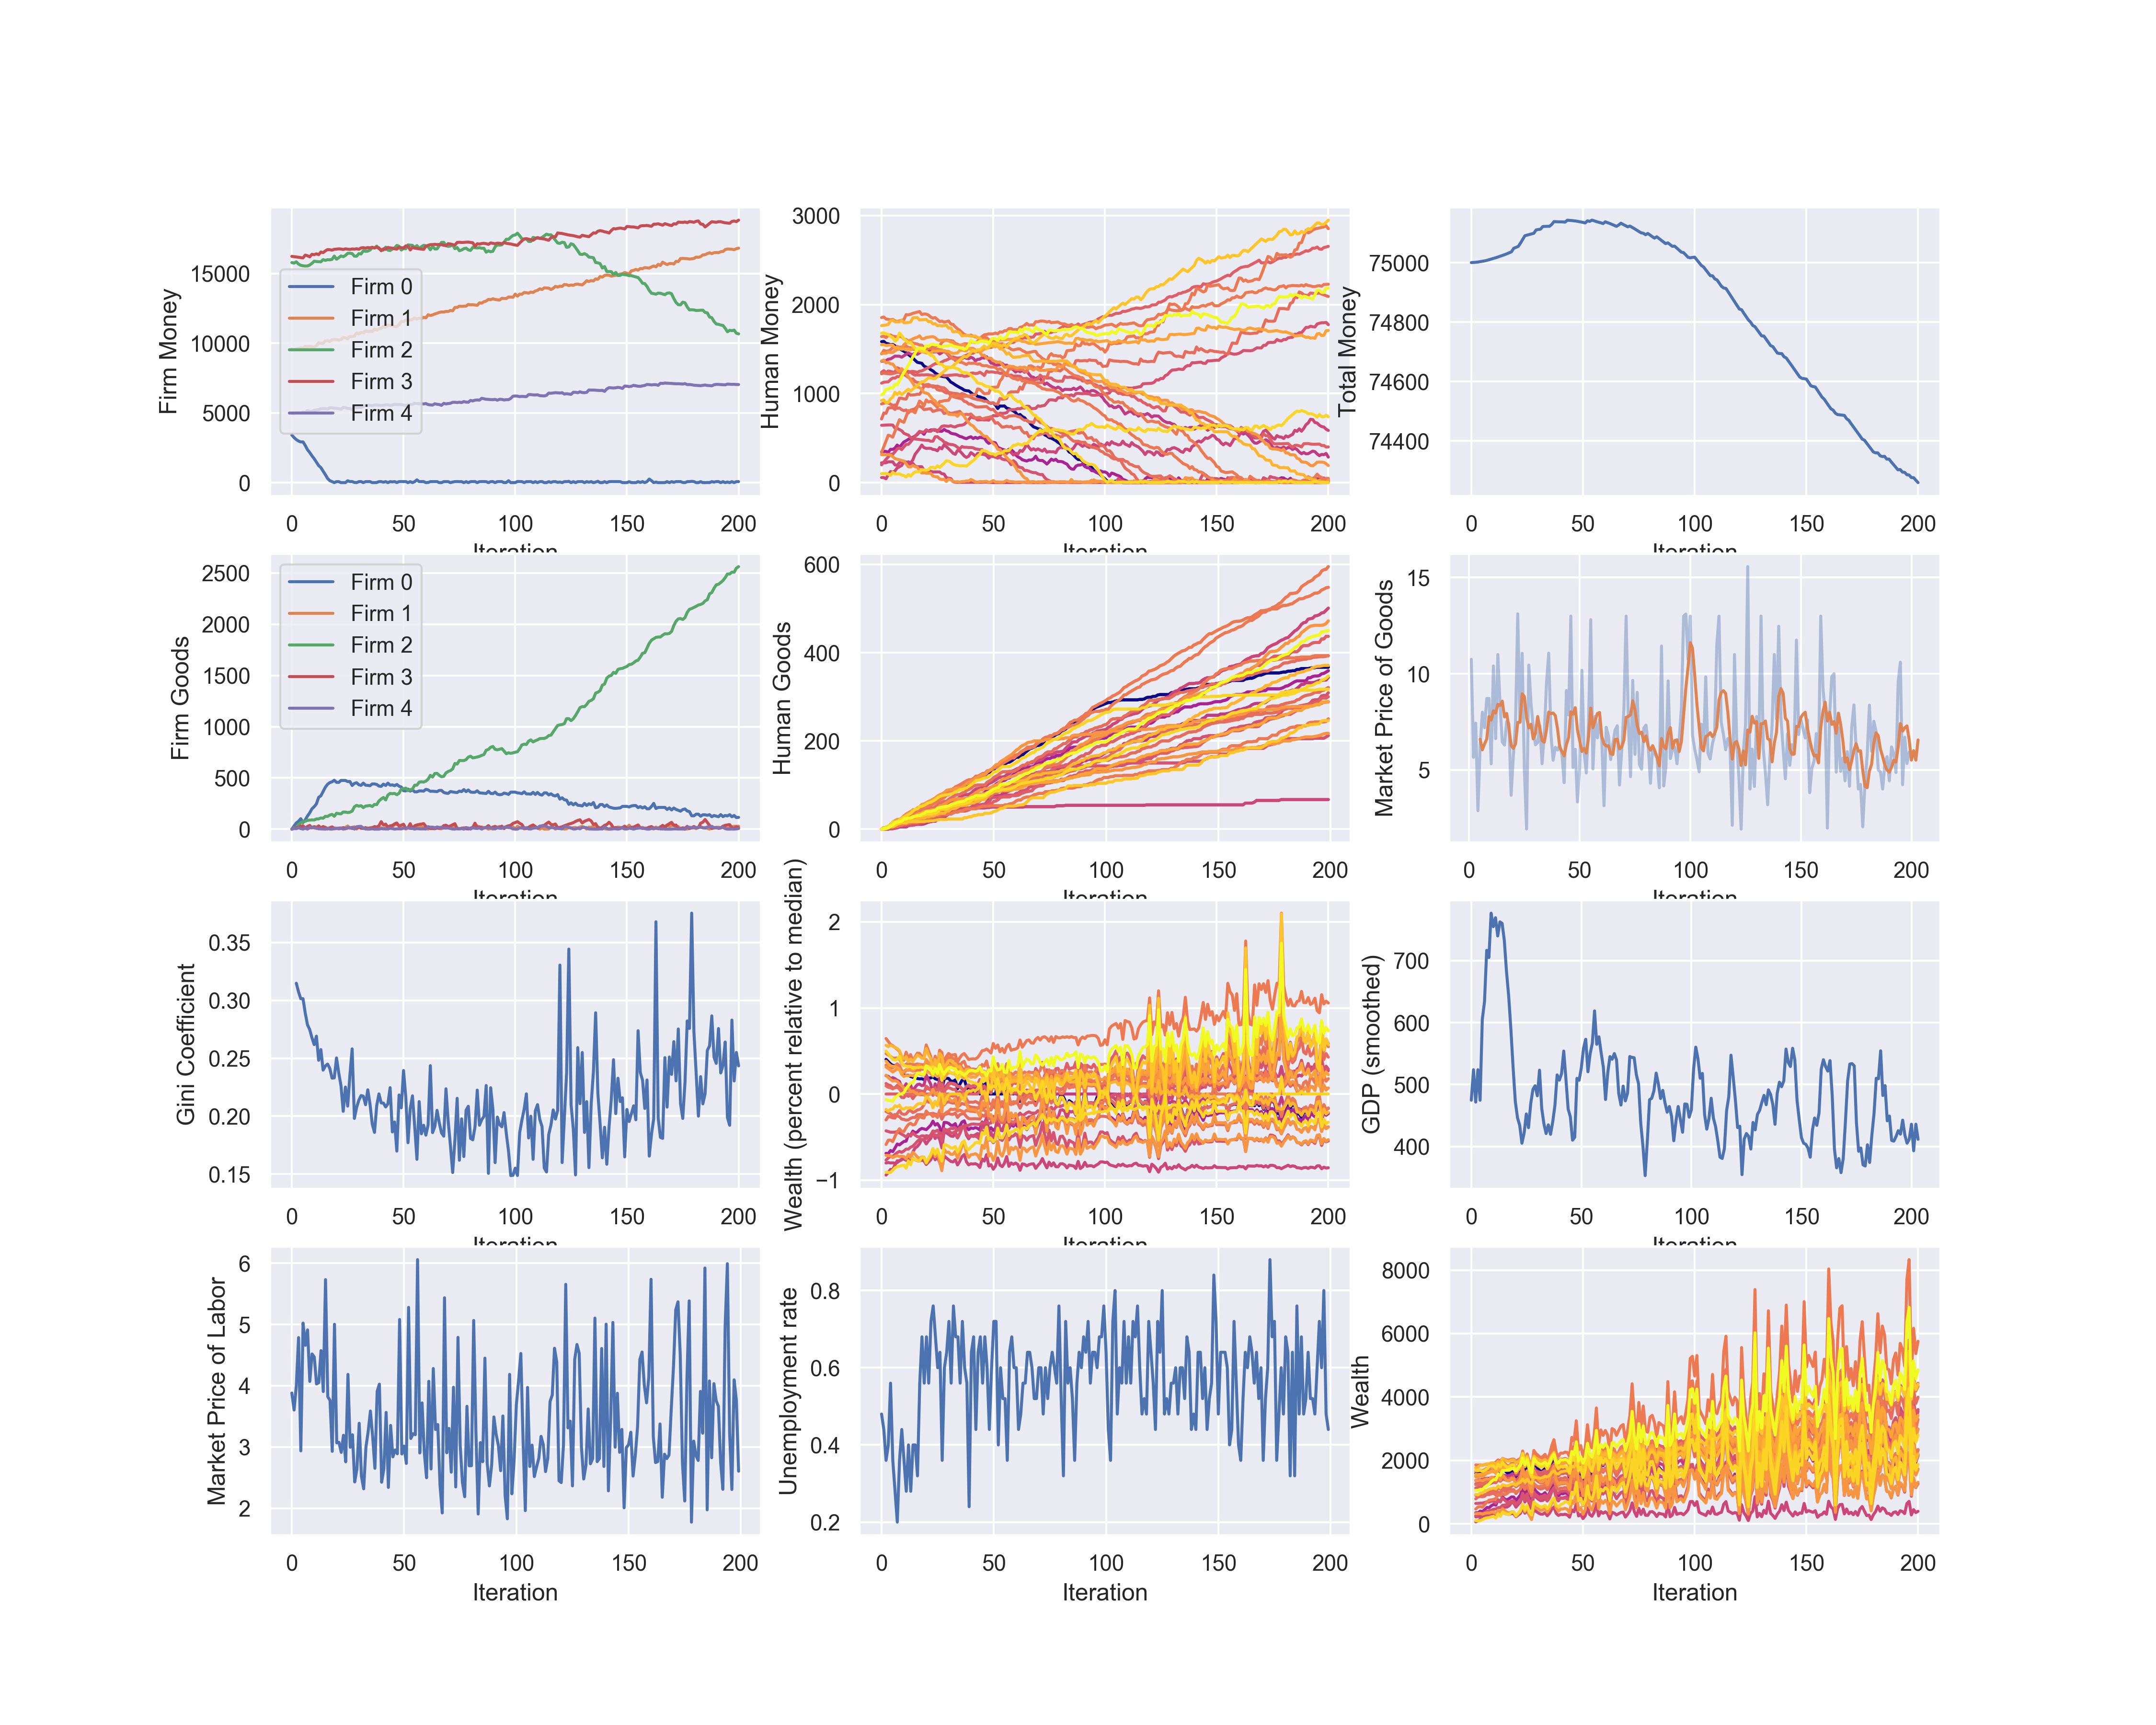 Firm Money
15000
10000
5000
0
Firm 0
Firm 1
Firm 2
Firm 3
Firm 4
0 50 100 150 200
Iteration
Human Money
3000
2000
1000
0
0 50 100 150 200
Iteration
Total Money
75000
74800
74600
74400
0 50 100 150 200
Iteration
Firm Goods
2500
2000
1500
1000
500
0
Firm 0
Firm 1
Firm 2
Firm 3
Firm 4
0 50 100 150 200
Iteration
Human Goods
600
400
200
0
0 50 100 150 200
Iteration
Market Price of Goods
15
10
5
0 50 100 150 200
Iteration
Gini Coefficient
0.35
0.30
0.25
0.20
0.15
0 50 100 150 200
Iteration
Wealth (percent relative to median)
2
1
0
−1
0 50 100 150 200
Iteration
GDP (smoothed)
700
600
500
400
0 50 100 150 200
Iteration
Market Price of Labor
6
5
4
3
2
0 50 100 150 200
Iteration
Unemployment rate
0.8
0.6
0.4
0.2
0 50 100 150 200
Iteration
Wealth
8000
6000
4000
2000
0
0 50 100 150 200
Iteration